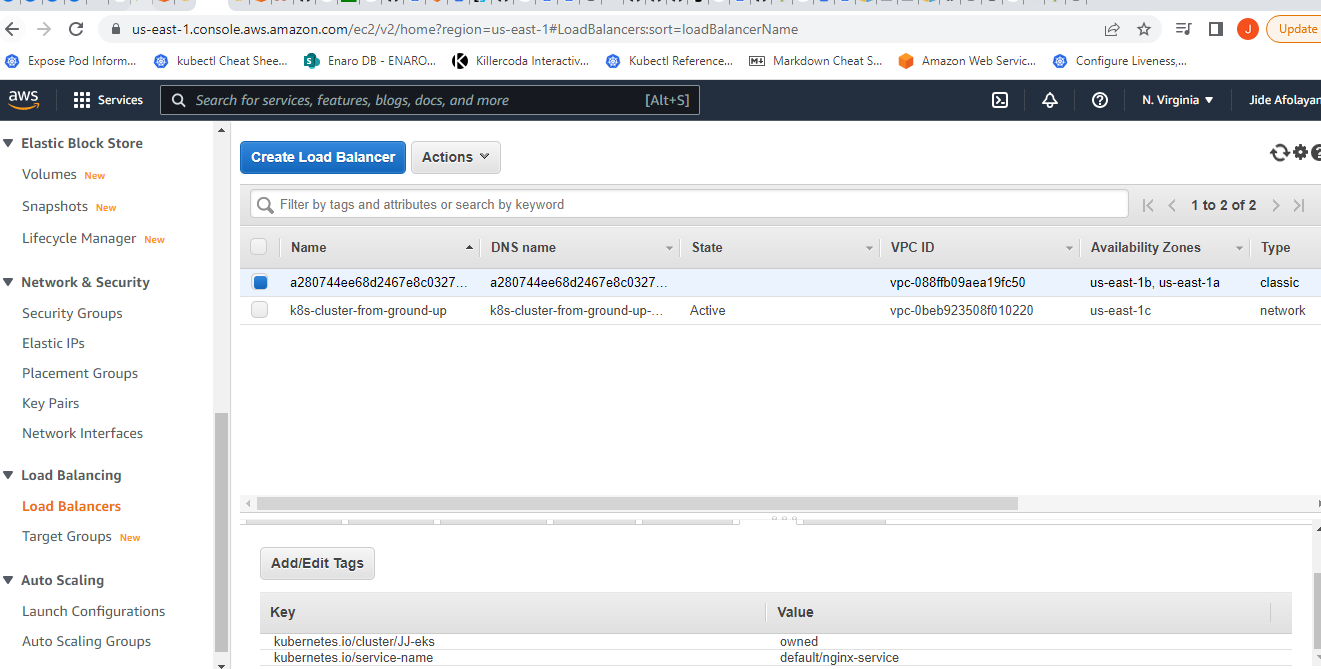 us-east-1.console.aws.amazon.com/ec2/v2/home?region=us-east-1#LoadBalancers:sort=loadBalancerName
J
Update
Expose Pod Inform...
kubectl Cheat Shee...
Enaro DB - ENARO...
Killercoda Interactiv...
Kubectl Reference...
Markdown Cheat S...
Amazon Web Servic...
Configure Liveness,...
aws
Services
Search for services, features, blogs, docs, and more
[Alt+S]
N. Virginia
Jide Afolayan
Elastic Block Store
Volumes New
Snapshots New
Lifecycle Manager New
Network & Security
Security Groups
Elastic IPs
Placement Groups
Key Pairs
Network Interfaces
Load Balancing
Load Balancers
Target Groups New
Auto Scaling
Launch Configurations
Auto Scaling Groups
Create Load Balancer
Actions
Filter by tags and attributes or search by keyword
1 to 2 of 2
Name DNS name State VPC ID Availability Zones Type
a280744ee68d2467e8c0327... a280744ee68d2467e8c0327... vpc-088ffb09aea19fc50 us-east-1b, us-east-1a classic
k8s-cluster-from-ground-up k8s-cluster-from-ground-up-... Active vpc-0beb923508f010220 us-east-1c network
Add/Edit Tags
Key Value
kubernetes.io/cluster/JJ-eks owned
kubernetes.io/service-name default/nginx-service